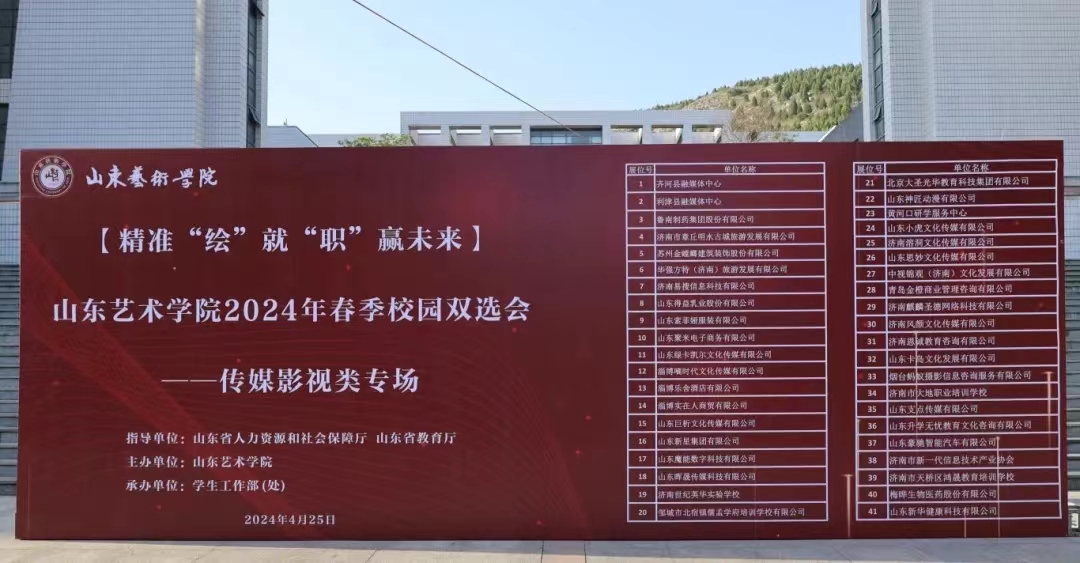 山东艺术学院
【精准“绘”就“职”赢未来】
山东艺术学院2024年春季校园双选会
——传媒影视类专场
指导单位：山东省人力资源和社会保障厅 山东省教育厅
主办单位：山东艺术学院
承办单位：学生工作部(处)
2024年4月25日
展位号 单位名称
1 齐河县融媒体中心
2 利津县融媒体中心
3 鲁南制药集团股份有限公司
4 济南市章丘明水古城旅游发展有限公司
5 苏州金螳螂建筑装饰股份有限公司
6 华强方特（济南）旅游发展有限公司
7 济南易搜信息科技有限公司
8 山东得益乳业股份有限公司
9 山东索菲娅服装有限公司
10 山东聚米电子商务有限公司
11 山东绿卡凯尔文化传媒有限公司
12 淄博曦时代文化传媒有限公司
13 淄博乐舍酒店有限公司
14 淄博实在人商贸有限公司
15 山东巨析文化传媒有限公司
16 山东新星集团有限公司
17 山东魔能数字科技有限公司
18 山东晖晟传媒科技有限公司
19 济南世纪英华实验学校
20 邹城市北宿镇儒孟学府培训学校有限公司
展位号 单位名称
21 北京大圣光华教育科技集团有限公司
22 山东神匠动漫有限公司
23 黄河口研学服务中心
24 山东小虎文化传媒有限公司
25 济南溶洞文化传媒有限公司
26 山东思妙文化传媒有限公司
27 中视锦观（济南）文化发展有限公司
28 青岛金橙商业管理咨询有限公司
29 济南麒麟圣德网络科技有限公司
30 济南风颜文化传媒有限公司
31 济南恩诚教育咨询有限公司
32 山东卡岛文化发展有限公司
33 烟台蚂蚁摄影信息咨询服务有限公司
34 济南市大地职业培训学校
35 山东支点传媒有限公司
36 山东升学无忧教育文化咨询有限公司
37 山东豪驰智能汽车有限公司
38 济南市新一代信息技术产业协会
39 济南市天桥区鸿晟教育培训学校
40 梅晔生物医药股份有限公司
41 山东新华健康科技有限公司